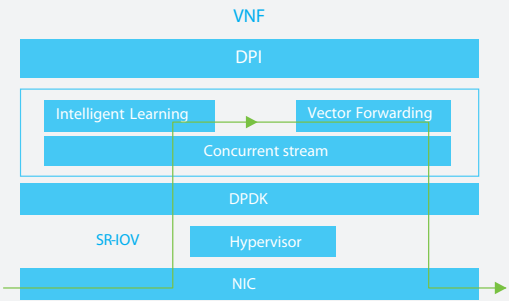 VNF
DPI
Intelligent Learning
Vector Forwarding
Concurrent stream
DPDK
SR-IOV
Hypervisor
NIC